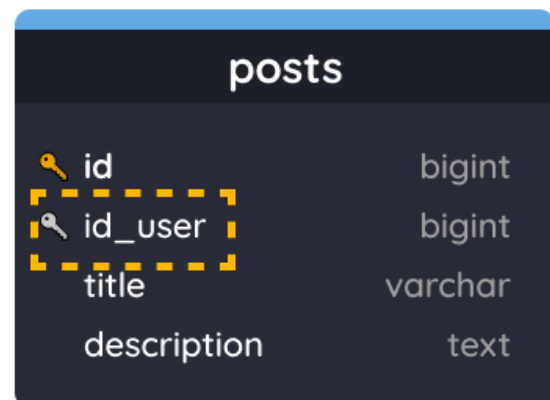 posts
id bigint
id_user bigint
title varchar
description text